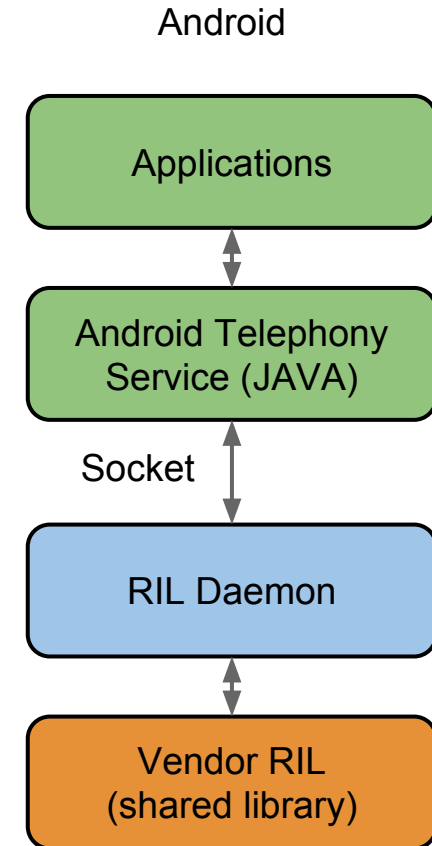 Android
Applications
Android Telephony
Service (JAVA)
Socket
RIL Daemon
Vendor RIL
(shared library)